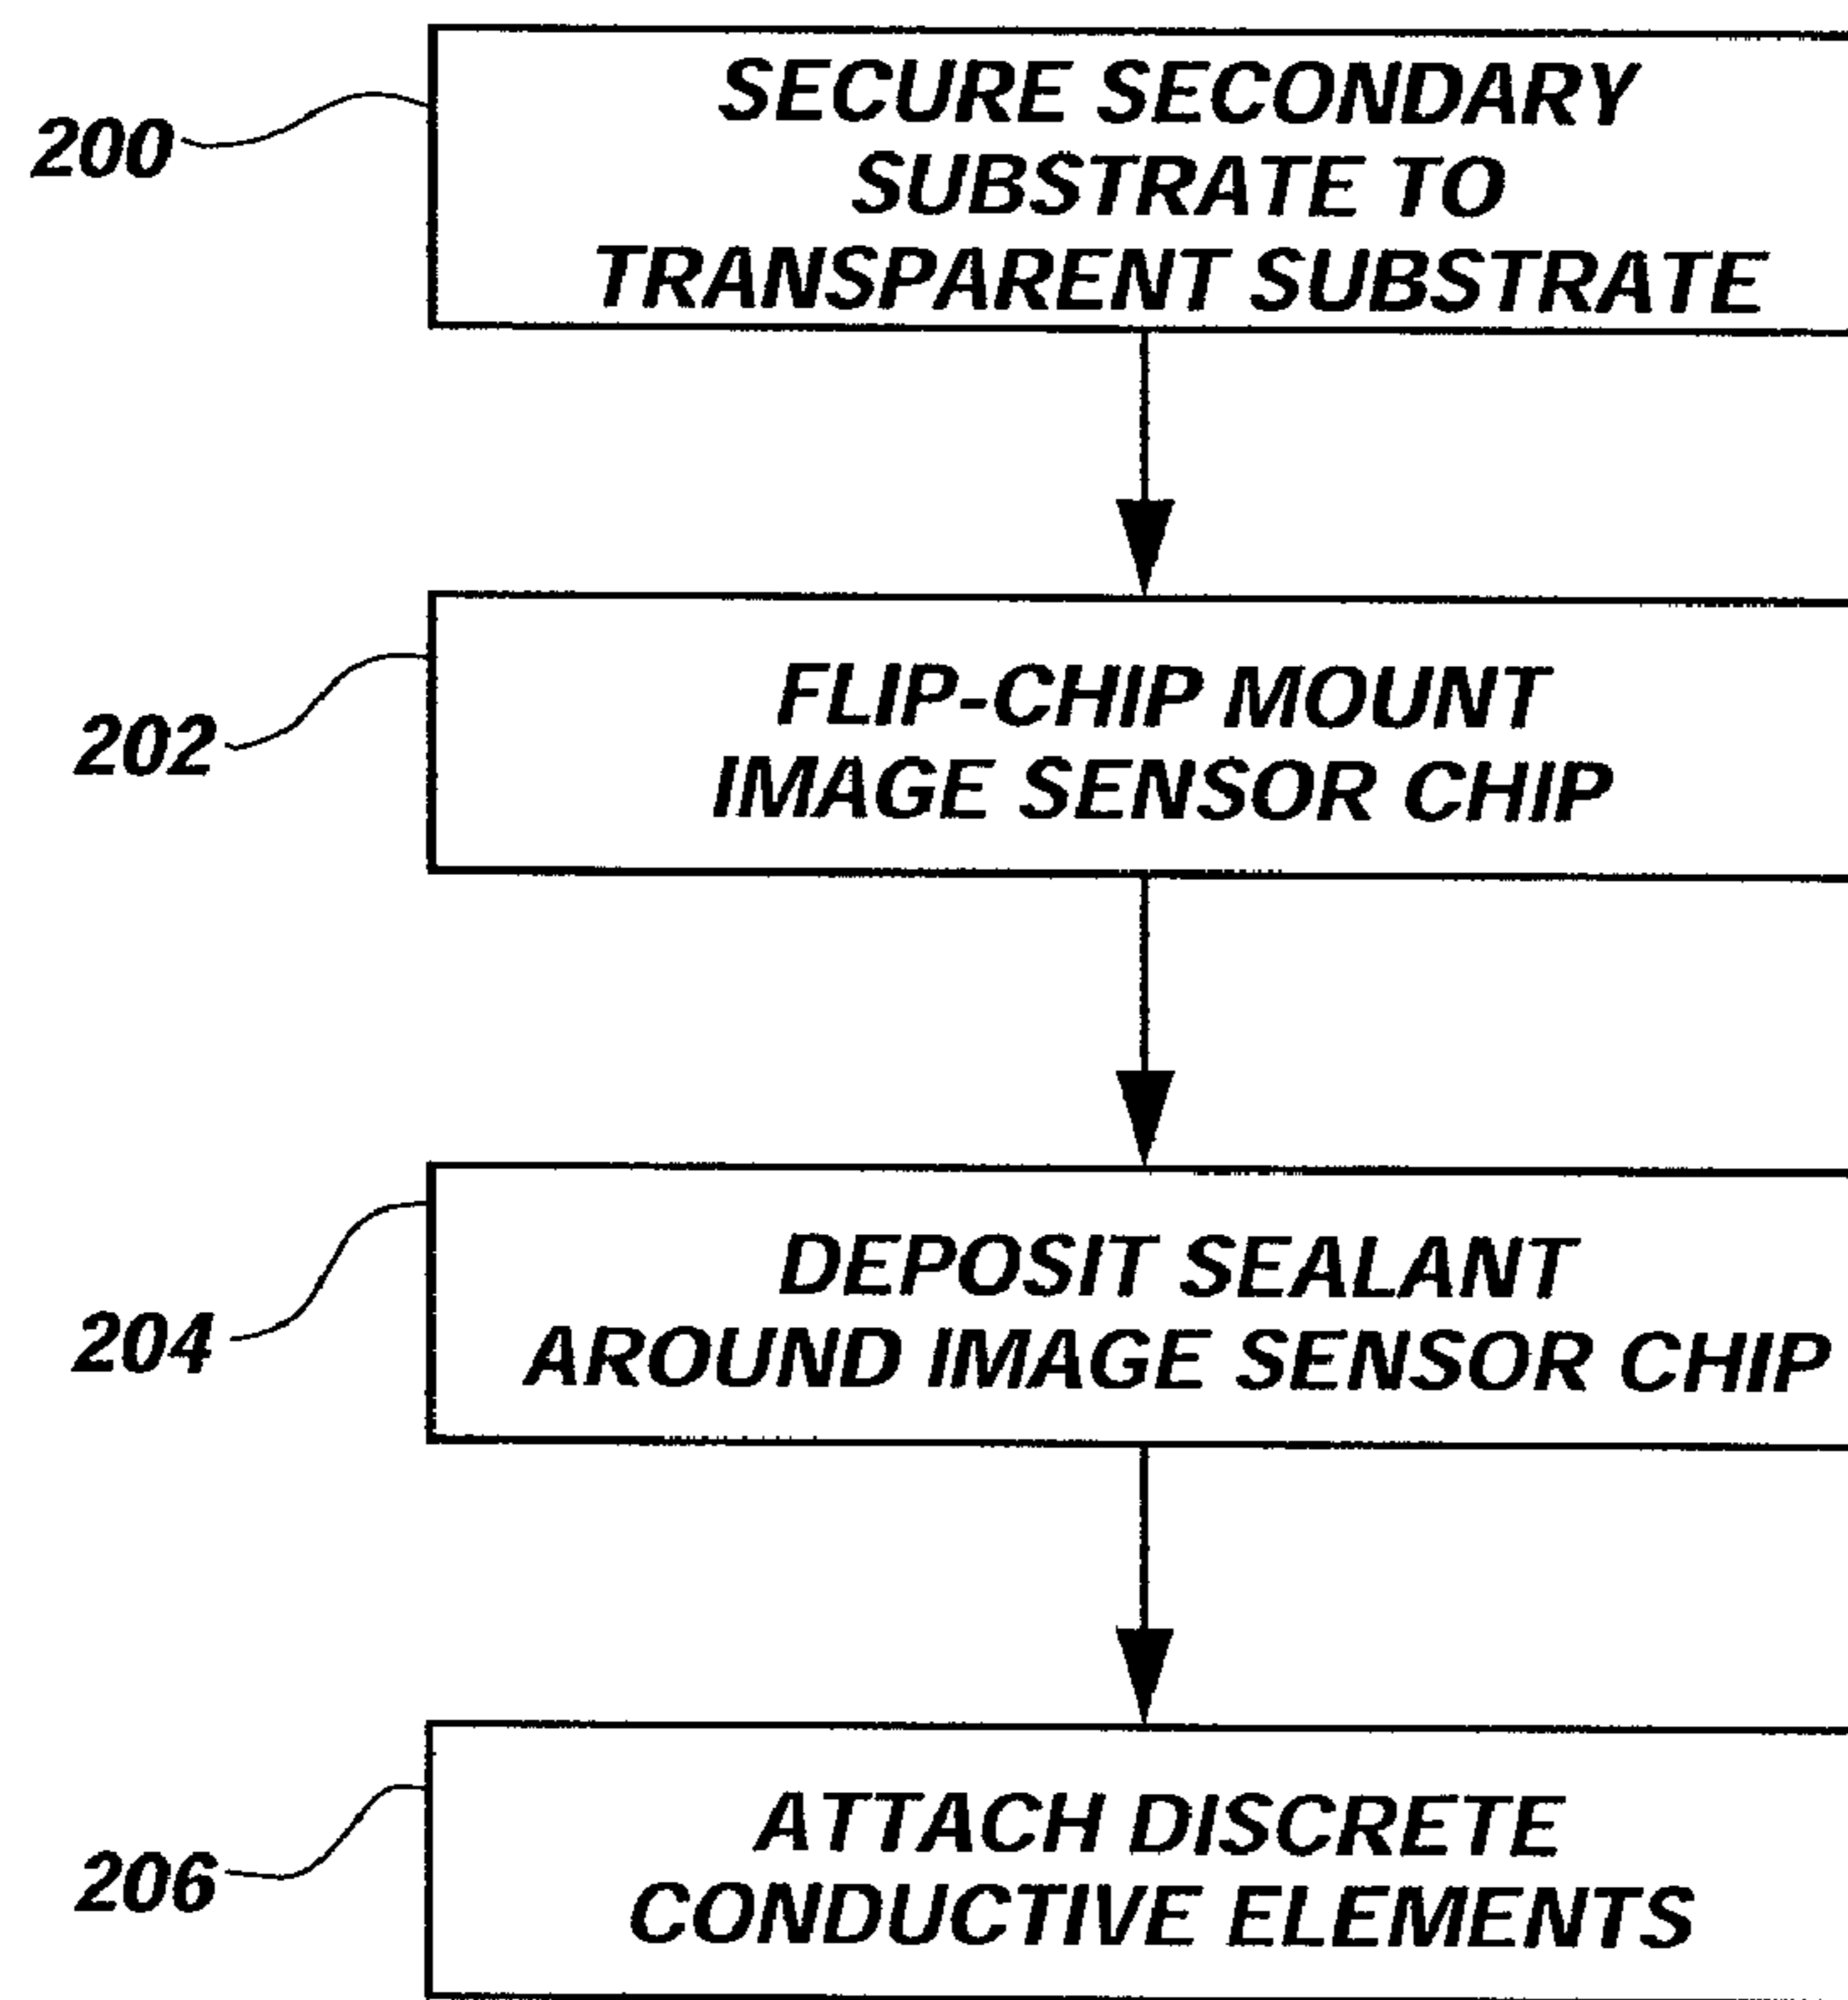 200
SECURE SECONDARY
SUBSTRATE TO
TRANSPARENT SUBSTRATE
202
FLIP-CHIP MOUNT
IMAGE SENSOR CHIP
204
DEPOSIT SEALANT
AROUND IMAGE SENSOR CHIP
206
ATTACH DISCRETE
CONDUCTIVE ELEMENTS